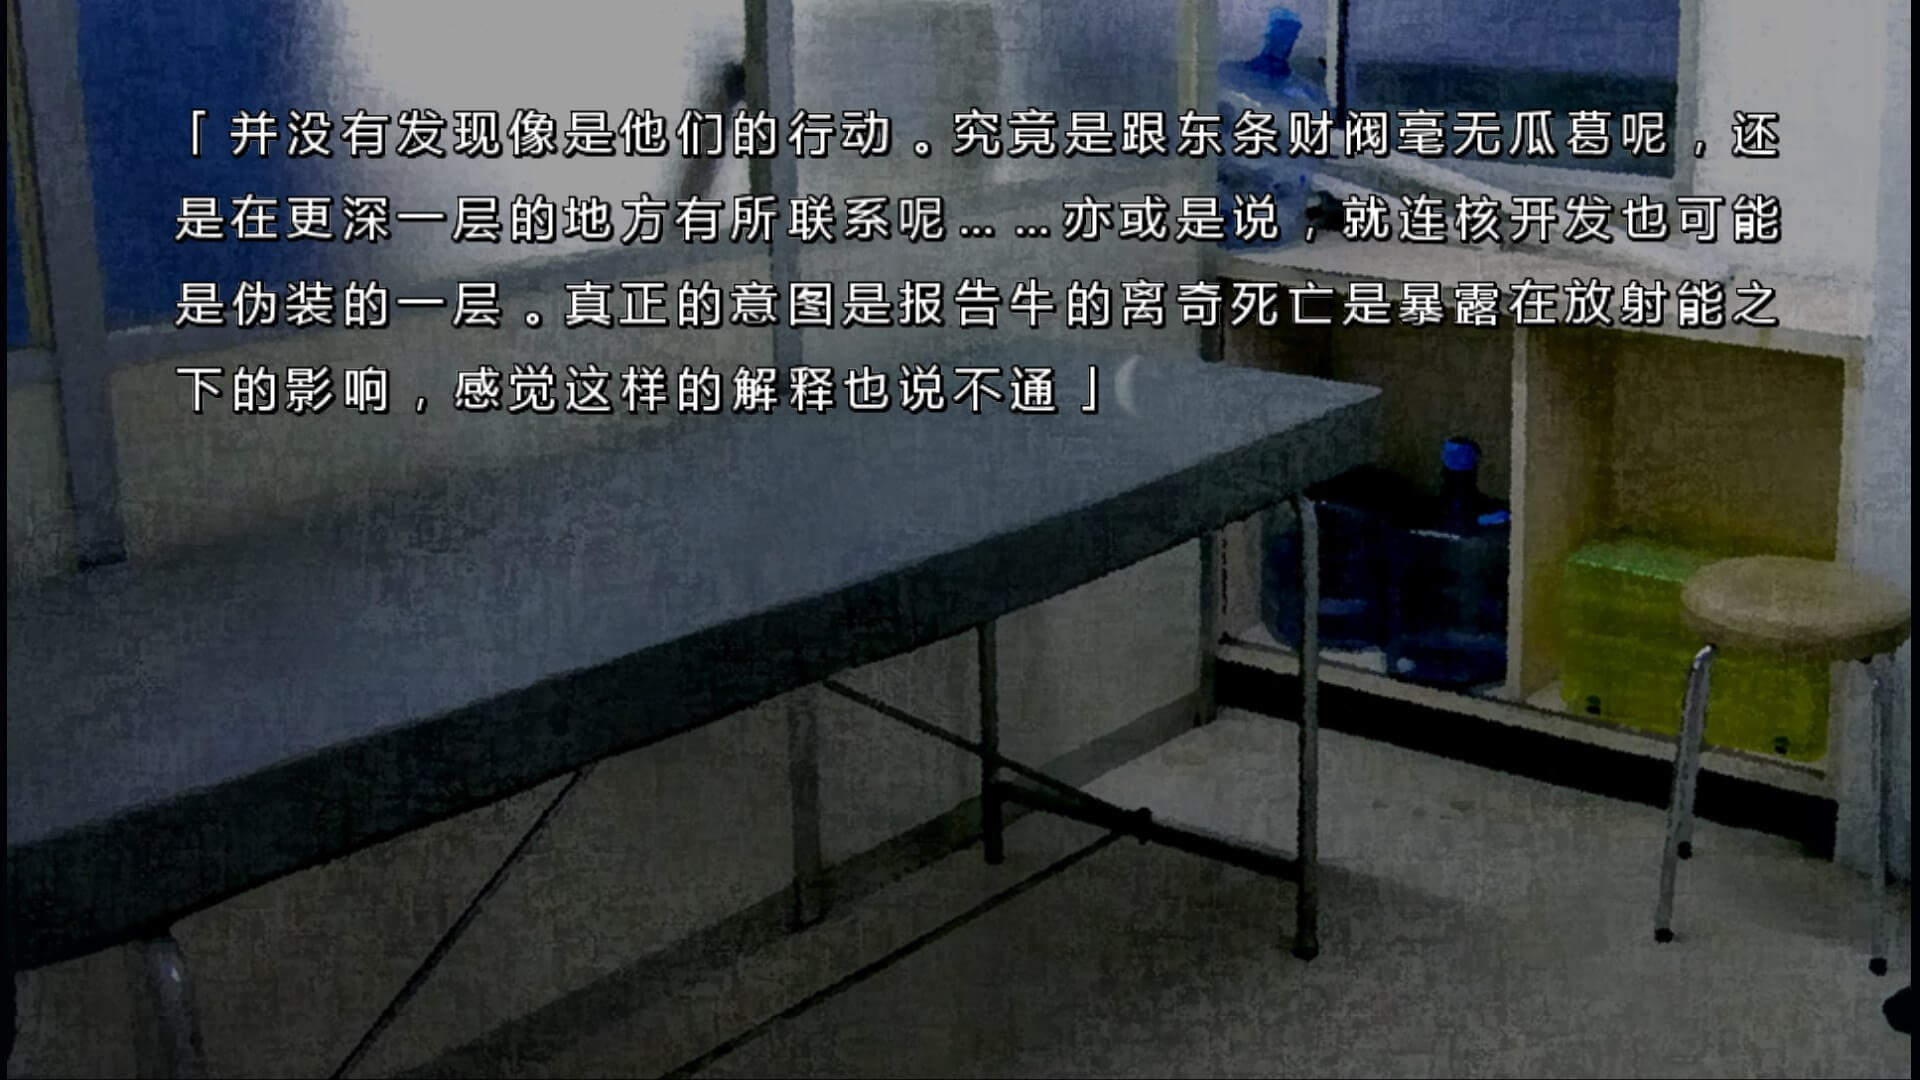 「并没有发现像是他们的行动。究竟是跟东条财阀毫无瓜葛呢，还
是在更深一层的地方有所联系呢……亦或是说，就连核开发也可能
是伪装的一层。真正的意图是报告牛的离奇死亡是暴露在放射能之
下的影响，感觉这样的解释也说不通」